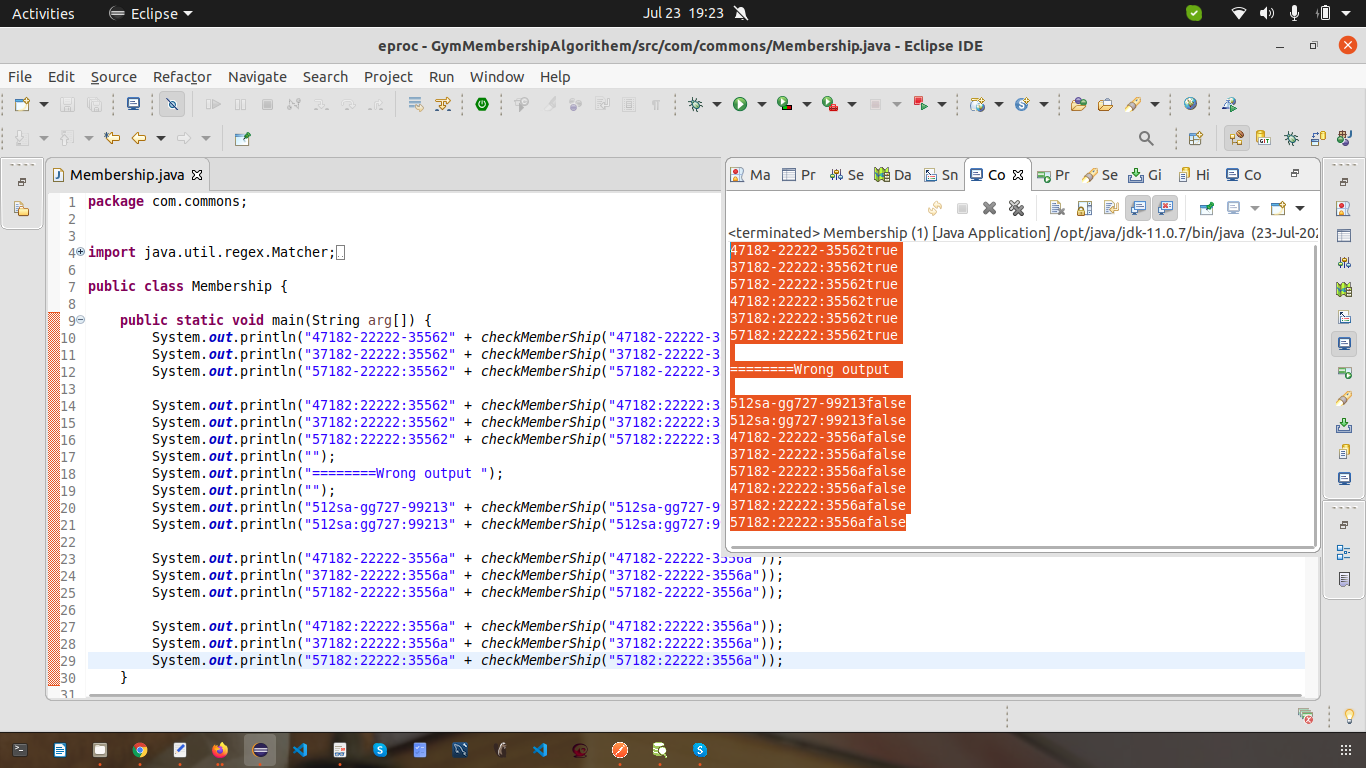 Activities
Eclipse
Jul 23 19:23
eproc - GymMembershipAlgorithem/src/com/commons/Membership.java - Eclipse IDE
File Edit Source Refactor Navigate Search Project Run Window Help
Membership.java
1 package com.commons;
2
3
4 import java.util.regex.Matcher;
6
7 public class Membership {
8
9 public static void main(String arg[]) {
10 System.out.println("47182-22222-35562" + checkMemberShip("47182-22222-3
11 System.out.println("37182-22222:35562" + checkMemberShip("37182-22222-3
12 System.out.println("57182-22222:35562" + checkMemberShip("57182-22222-3
13
14 System.out.println("47182:22222:35562" + checkMemberShip("47182:22222:3
15 System.out.println("37182:22222:35562" + checkMemberShip("37182:22222:3
16 System.out.println("57182:22222:35562" + checkMemberShip("57182:22222:3
17 System.out.println("");
18 System.out.println("========Wrong output ");
19 System.out.println("");
20 System.out.println("512sa-gg727-99213" + checkMemberShip("512sa-gg727-9
21 System.out.println("512sa:gg727:99213" + checkMemberShip("512sa:gg727:9
22
23 System.out.println("47182-22222-3556a" + checkMemberShip("47182-22222-3556a"));
24 System.out.println("37182-22222:3556a" + checkMemberShip("37182-22222-3556a"));
25 System.out.println("57182-22222:3556a" + checkMemberShip("57182-22222-3556a"));
26
27 System.out.println("47182:22222:3556a" + checkMemberShip("47182:22222:3556a"));
28 System.out.println("37182:22222:3556a" + checkMemberShip("37182:22222:3556a"));
29 System.out.println("57182:22222:3556a" + checkMemberShip("57182:22222:3556a"));
30 }
31
Ma Pr Se Da Sn Co Pr Se Gi Hi Co
<terminated> Membership (1) [Java Application] /opt/java/jdk-11.0.7/bin/java (23-Jul-202
47182-22222-35562true
37182-22222:35562true
57182-22222:35562true
47182:22222:35562true
37182:22222:35562true
57182:22222:35562true
========Wrong output
512sa-gg727-99213false
512sa:gg727:99213false
47182-22222-3556afalse
37182-22222:3556afalse
57182-22222:3556afalse
47182:22222:3556afalse
37182:22222:3556afalse
57182:22222:3556afalse